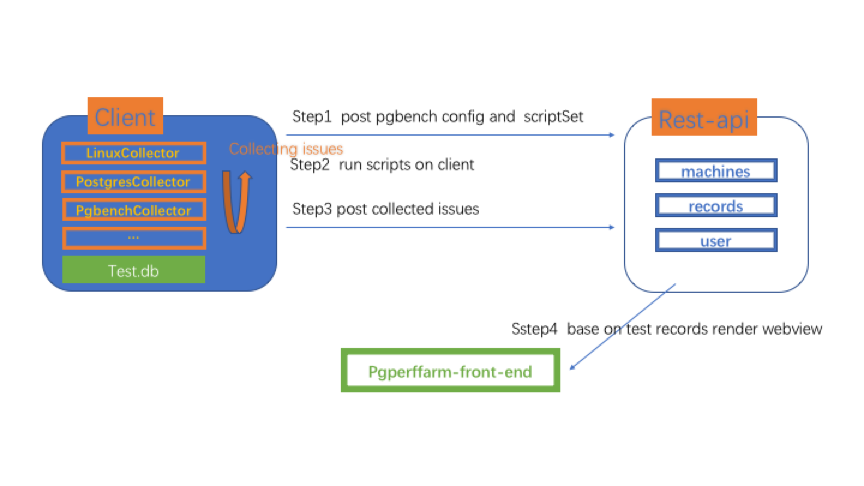 Client
LinuxCollector
PostgresCollector
PgbenchCollector
...
Test.db
Collecting issues
Step1 post pgbench config and scriptSet
Step2 run scripts on client
Step3 post collected issues
Rest-api
machines
records
user
Sstep4 base on test records render webview
Pgperffarm-front-end